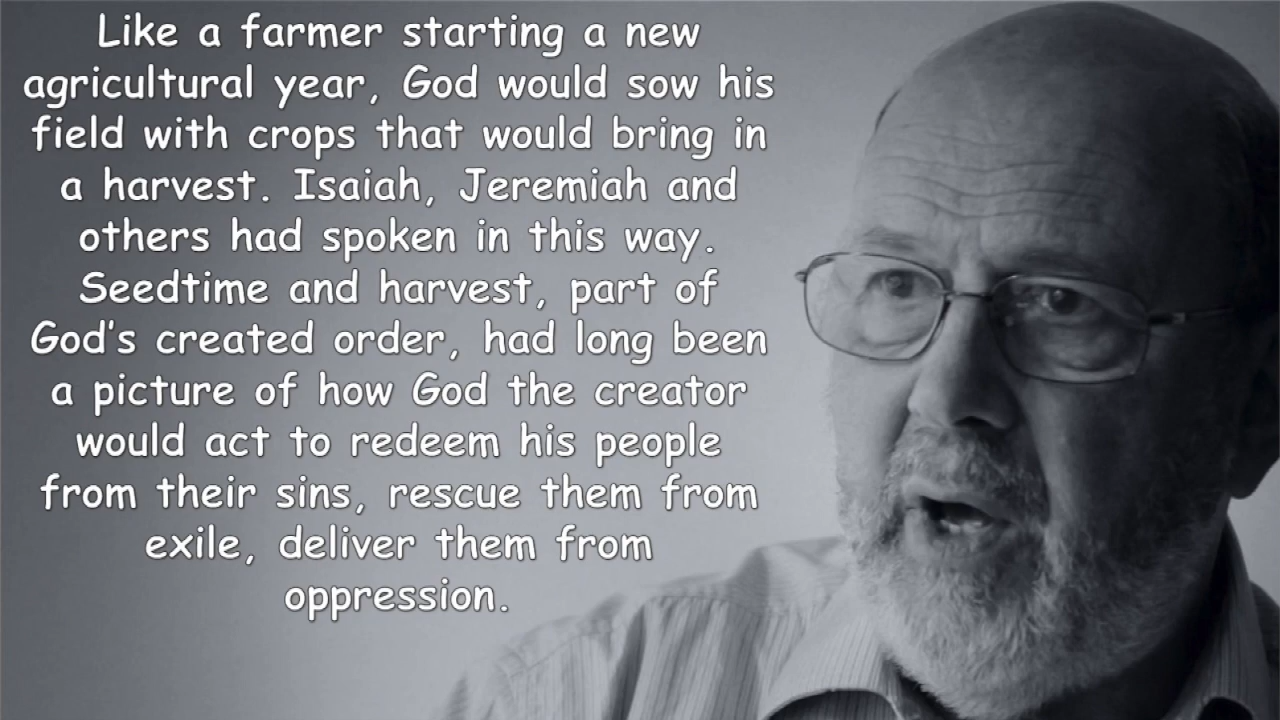 Like a farmer starting a new
agricultural year, God would sow his
field with crops that would bring in
a harvest. Isaiah, Jeremiah and
others had spoken in this way.
Seedtime and harvest, part of
God's created order, had long been
a picture of how God the creator
would act to redeem his people
from their sins, rescue them from
exile, deliver them from
oppression.